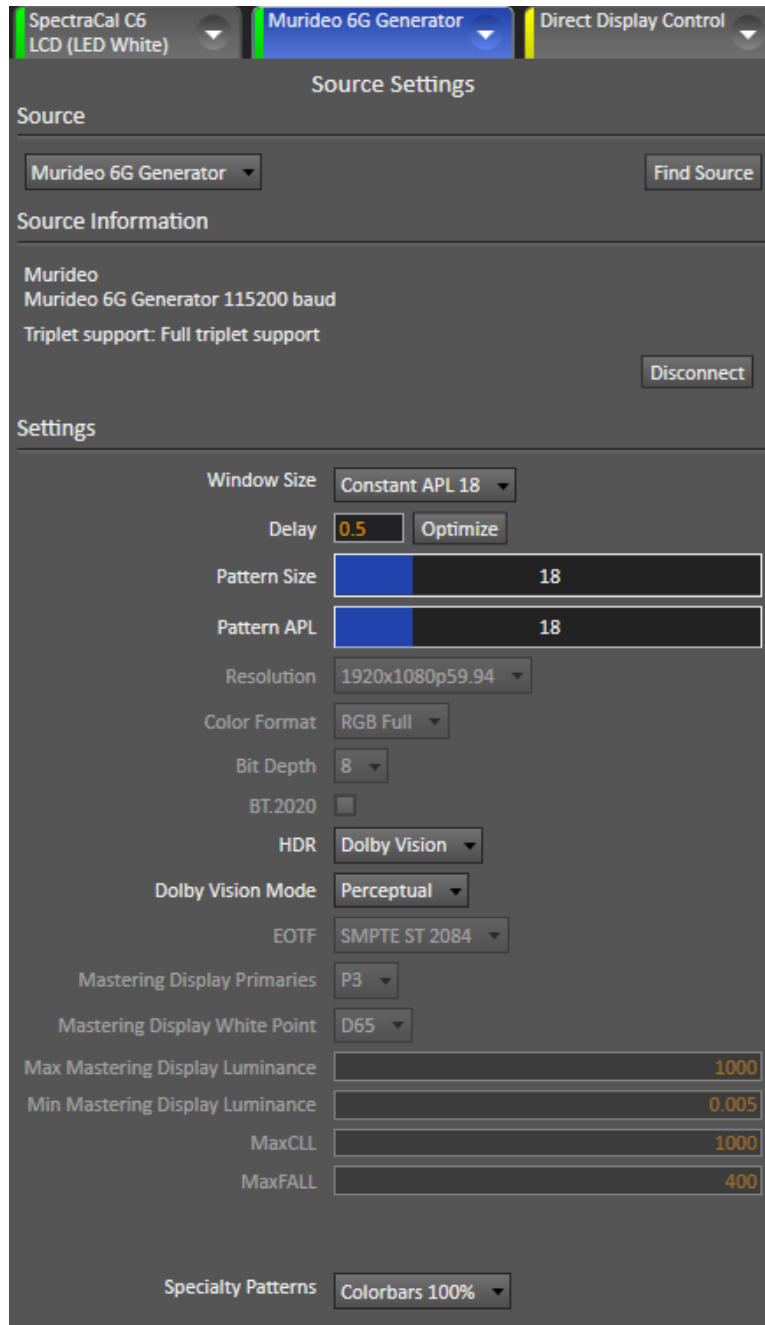 SpectraCal C6
LCD (LED White)
Murideo 6G Generator
Direct Display Control
Source Settings
Source
Murideo 6G Generator
Find Source
Source Information
Murideo
Murideo 6G Generator 115200 baud
Triplet support: Full triplet support
Disconnect
Settings
Window Size Constant APL 18
Delay 0.5 Optimize
Pattern Size 18
Pattern APL 18
Resolution 1920x1080p59.94
Color Format RGB Full
Bit Depth 8
BT.2020
HDR Dolby Vision
Dolby Vision Mode Perceptual
EOTF SMPTE ST 2084
Mastering Display Primaries P3
Mastering Display White Point D65
Max Mastering Display Luminance 1000
Min Mastering Display Luminance 0.005
MaxCLL 1000
MaxFALL 400
Specialty Patterns Colorbars 100%